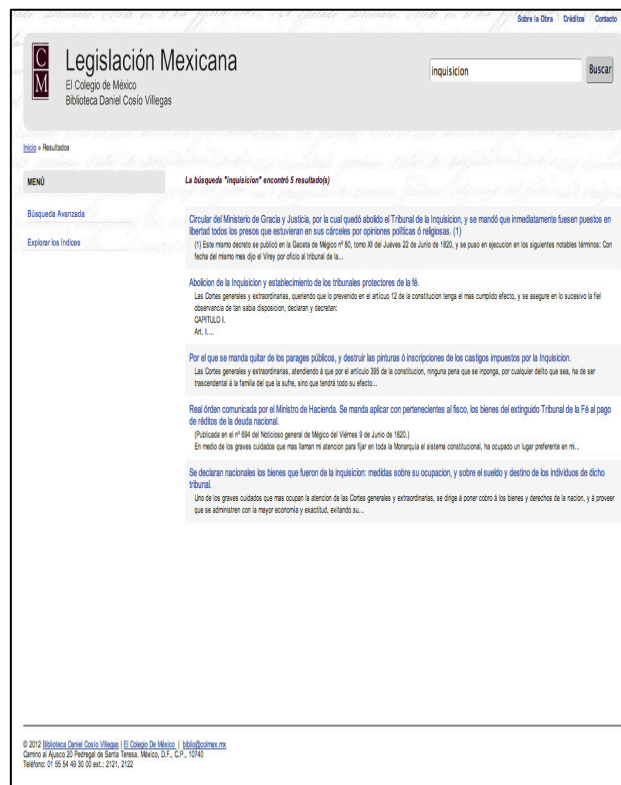 Sobre la Obra | Créditos | Contacto
C
M
Legislación Mexicana
El Colegio de México
Biblioteca Daniel Cosío Villegas
inquisicion
Buscar
Inicio » Resultados
MENÚ
Búsqueda Avanzada
Explorar los índices
La búsqueda "inquisicion" encontró 5 resultado(s)
Circular del Ministerio de Gracia y Justicia, por la cual quedó abolido el Tribunal de la Inquisicion, y se mandó que inmediatamente fuesen puestos en
libertad todos los presos que estuvieran en sus cárceles por opiniones políticas ó religiosas. (1)
(1) Este mismo decreto se publicó en la Gaceta de Mégico nº 80, tomo XI del Juéves 22 de Junio de 1820, y se puso en ejecucion en los siguientes notables términos: Con
fecha del mismo mes dijo el Virey por oficio al tribunal de la...
Abolicion de la Inquisicion y establecimiento de los tribunales protectores de la fé.
Las Cortes generales y extraordinarias, queriendo que lo prevenido en el artículo 12 de la constitucion tenga el mas cumplido efecto, y se asegure en lo sucesivo la fiel
observancia de tan sabia disposicion, declaran y decretan:
CAPITULO I.
Art. I....
Por el que se manda quitar de los parages públicos, y destruir las pinturas ó inscripciones de los castigos impuestos por la Inquisicion.
Las Cortes generales y extraordinarias, atendiendo á que por el artículo 305 de la constitucion, ninguna pena que se inponga, por cualquier delito que sea, ha de ser
trascendental á la familia del que la sufre, sino que tendrá todo su efecto...
Real órden comunicada por el Ministro de Hacienda. Se manda aplicar con pertenecientes al fisco, los bienes del extinguido Tribunal de la Fé al pago
de réditos de la deuda nacional.
(Publicada en el nº 694 del Noticioso general de Mégico del Viérnes 9 de Junio de 1820.)
En medio de los graves cuidados que mas llaman mi atencion para fijar en toda la Monarquía el sistema constitucional, ha ocupado un lugar preferente en mi...
Se declaran nacionales los bienes que fueron de la inquisicion: medidas sobre su ocupacion, y sobre el sueldo y destino de los individuos de dicho
tribunal.
Uno de los graves cuidados que mas ocupan la atencion de las Cortes generales y extraordinarias, se dirige á poner cobro á los bienes y derechos de la nacion, y á proveer
que se administren con la mayor economía y exactitud, evitando su...
© 2012 Biblioteca Daniel Cosío Villegas | El Colegio De México | biblio@colmex.mx
Camino al Ajusco 20 Pedregal de Santa Teresa. México, D.F., C.P., 10740
Teléfono: 01 55 54 49 30 00 ext.: 2121, 2122